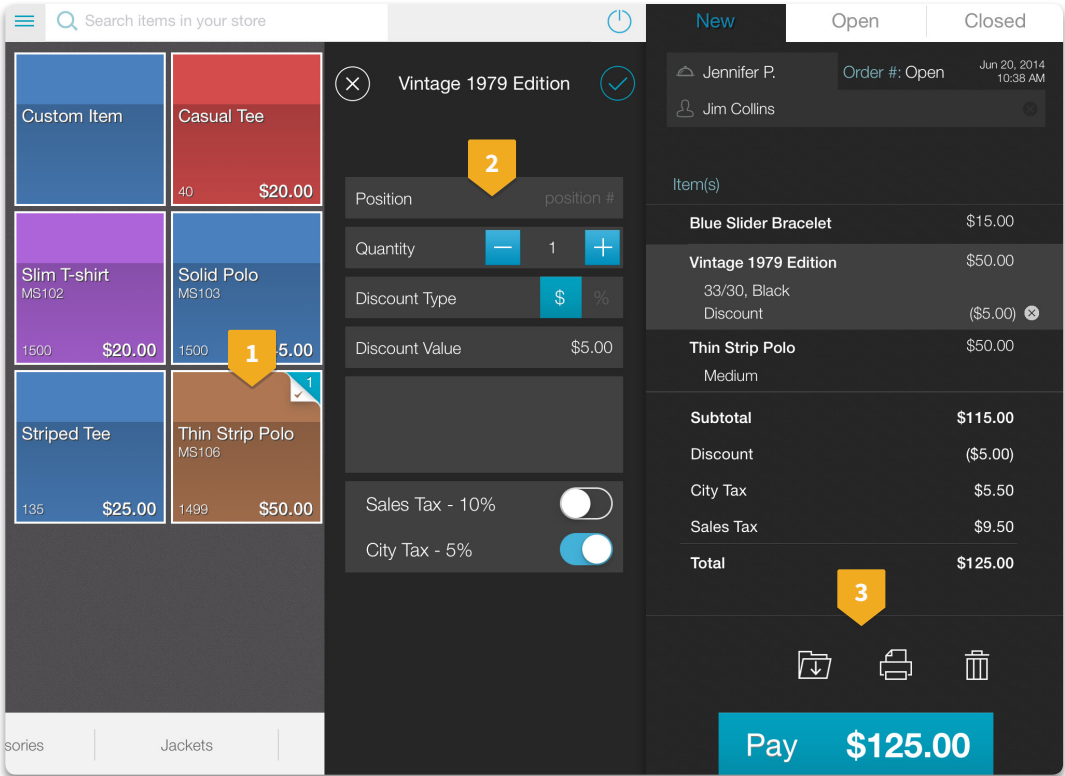 Search items in your store
Custom Item
Casual Tee
40 $20.00
Slim T-shirt
MS102
1500 $20.00
Solid Polo
MS103
1500 5.00
1
Striped Tee
135 $25.00
1
Thin Strip Polo
MS106
1499 $50.00
sories
Jackets
Vintage 1979 Edition
2
Position position #
Quantity 1
Discount Type $ %
Discount Value $5.00
Sales Tax - 10%
City Tax - 5%
New Open Closed
Jennifer P. Order #: Open
Jun 20, 2014
10:38 AM
Jim Collins
Item(s)
Blue Slider Bracelet $15.00
Vintage 1979 Edition $50.00
33/30, Black
Discount ($5.00)
Thin Strip Polo $50.00
Medium
Subtotal $115.00
Discount ($5.00)
City Tax $5.50
Sales Tax $9.50
Total $125.00
3
Pay $125.00